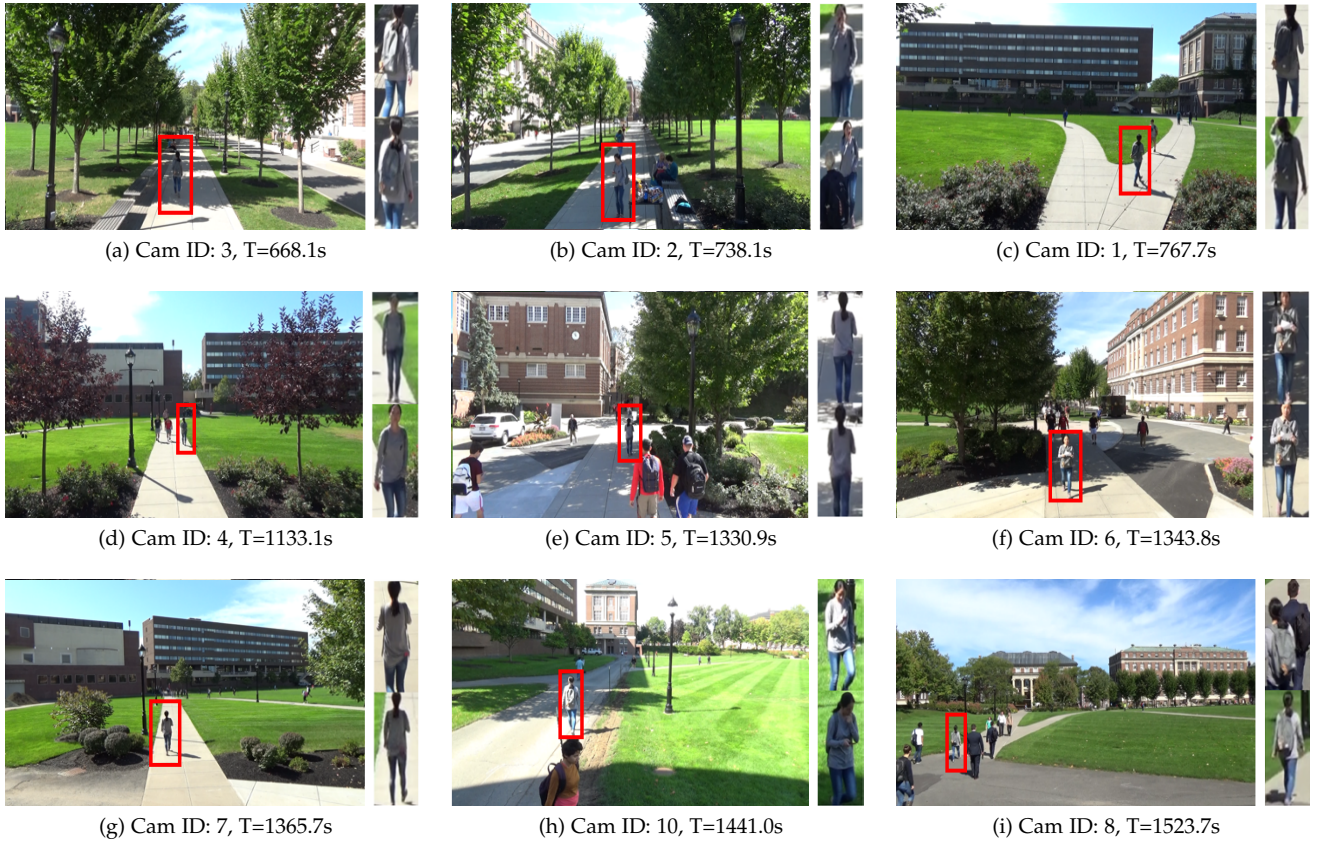 (a) Cam ID: 3, T=668.1s
(b) Cam ID: 2, T=738.1s
(c) Cam ID: 1, T=767.7s
(d) Cam ID: 4, T=1133.1s
(e) Cam ID: 5, T=1330.9s
(f) Cam ID: 6, T=1343.8s
(g) Cam ID: 7, T=1365.7s
(h) Cam ID: 10, T=1441.0s
(i) Cam ID: 8, T=1523.7s